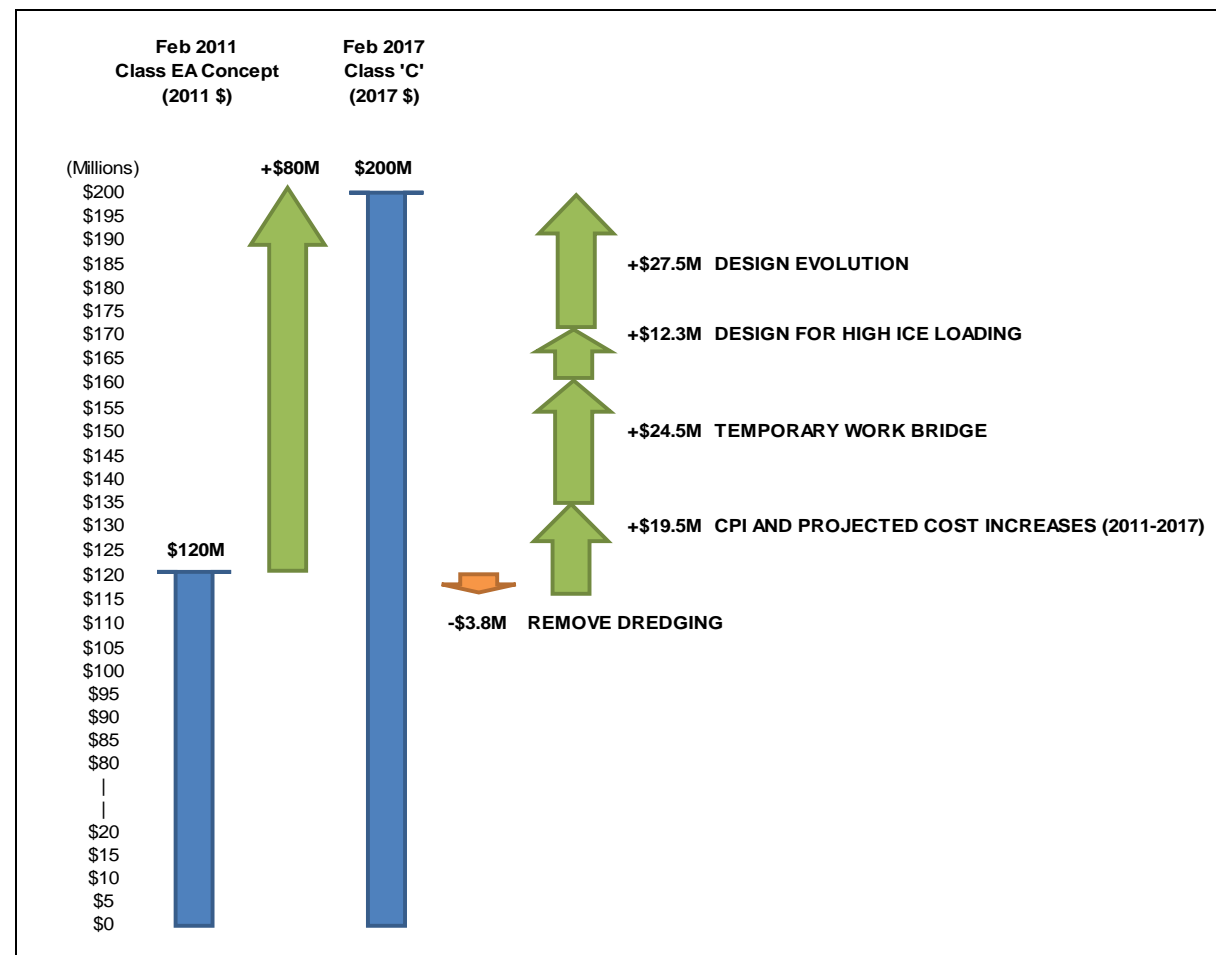 Feb 2011
Class EA Concept
(2011 $)
Feb 2017
Class 'C'
(2017 $)
(Millions)
+$80M
$200M
$200
$195
$190
$185
+$27.5M DESIGN EVOLUTION
$180
$175
$170
+$12.3M DESIGN FOR HIGH ICE LOADING
$165
$160
$155
$150
+$24.5M TEMPORARY WORK BRIDGE
$145
$140
$135
$130
+$19.5M CPI AND PROJECTED COST INCREASES (2011-2017)
$125
$120M
$120
$115
$110
-$3.8M REMOVE DREDGING
$105
$100
$95
$90
$85
$80
|
|
$20
$15
$10
$5
$0